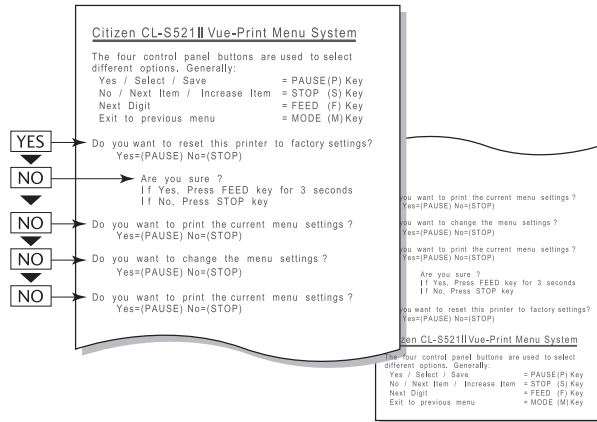 Citizen CL-S521II Vue-Print Menu System
The four control panel buttons are used to select
different options. Generally:
Yes / Select / Save = PAUSE(P) Key
No / Next Item / Increase Item = STOP (S) Key
Next Digit = FEED (F) Key
Exit to previous menu = MODE (M) Key
YES
Do you want to reset this printer to factory settings?
Yes=(PAUSE) No=(STOP)
NO
Are you sure ?
If Yes, Press FEED key for 3 seconds
If No, Press STOP key
NO
Do you want to print the current menu settings ?
Yes=(PAUSE) No=(STOP)
NO
Do you want to change the menu settings ?
Yes=(PAUSE) No=(STOP)
NO
Do you want to print the current menu settings ?
Yes=(PAUSE) No=(STOP)
you want to print the current menu settings ?
Yes=(PAUSE) No=(STOP)
you want to change the menu settings ?
Yes=(PAUSE) No=(STOP)
you want to print the current menu settings ?
Yes=(PAUSE) No=(STOP)
Are you sure ?
If Yes, Press FEED key for 3 seconds
If No, Press STOP key
you want to reset this printer to factory settings?
Yes=(PAUSE) No=(STOP)
zen CL-S521II Vue-Print Menu System
The four control panel buttons are used to select
different options. Generally:
Yes / Select / Save = PAUSE(P) Key
No / Next Item / Increase Item = STOP (S) Key
Next Digit = FEED (F) Key
Exit to previous menu = MODE (M) Key